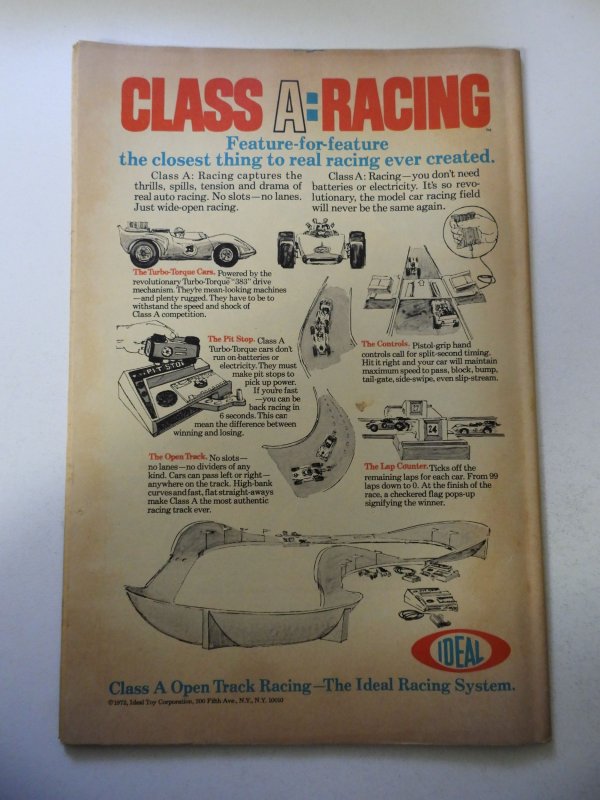 CLASS A: RACING
TM
Feature-for-feature
the closest thing to real racing ever created.
Class A: Racing captures the
thrills, spills, tension and drama of
real auto racing. No slots—no lanes.
Just wide-open racing.
Class A: Racing—you don't need
batteries or electricity. It's so revo-
lutionary, the model car racing field
will never be the same again.
The Turbo-Torque Cars. Powered by the
revolutionary Turbo-Torque "383" drive
mechanism. They're mean-looking machines
—and plenty rugged. They have to be to
withstand the speed and shock of
Class A competition.
The Pit Stop. Class A
Turbo-Torque cars don't
run on batteries or
electricity. They must
make pit stops to
pick up power.
If you're fast
—you can be
back racing in
6 seconds. This can
mean the difference between
winning and losing.
PIT STOP
The Controls. Pistol-grip hand
controls call for split-second timing.
Hit it right and your car will maintain
maximum speed to pass, block, bump,
tail-gate, side-swipe, even slip-stream.
The Open Track. No slots—
no lanes—no dividers of any
kind. Cars can pass left or right—
anywhere on the track. High-bank
curves and fast, flat straight-aways
make Class A the most authentic
racing track ever.
24
The Lap Counter. Ticks off the
remaining laps for each car. From 99
laps down to 0. At the finish of the
race, a checkered flag pops-up
signifying the winner.
IDEAL
Class A Open Track Racing—The Ideal Racing System.
©1972, Ideal Toy Corporation, 200 Fifth Ave., N.Y., N.Y. 10010